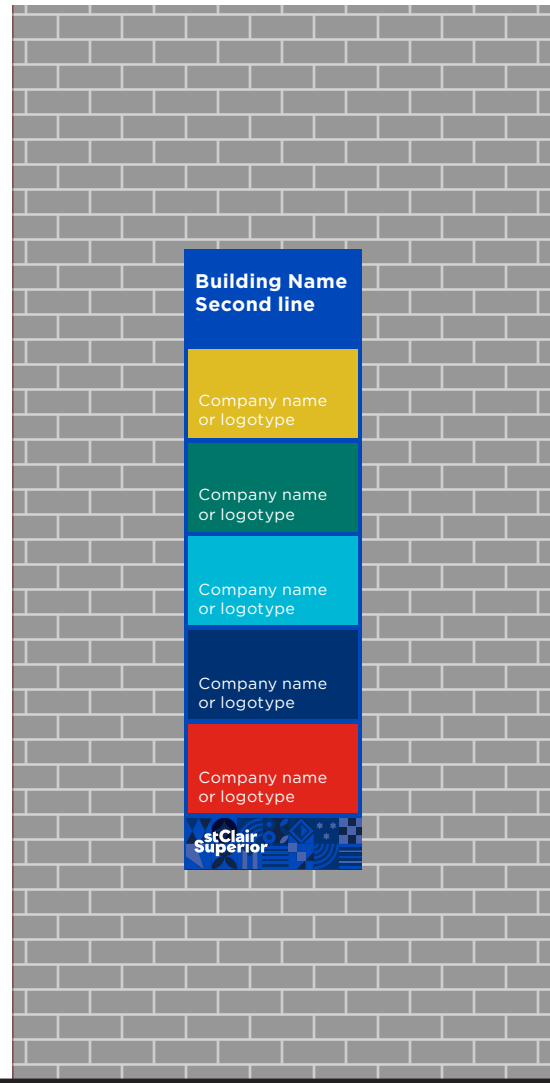 Building Name
Second line
Company name
or logotype
Company name
or logotype
Company name
or logotype
Company name
or logotype
Company name
or logotype
stClair
Superior